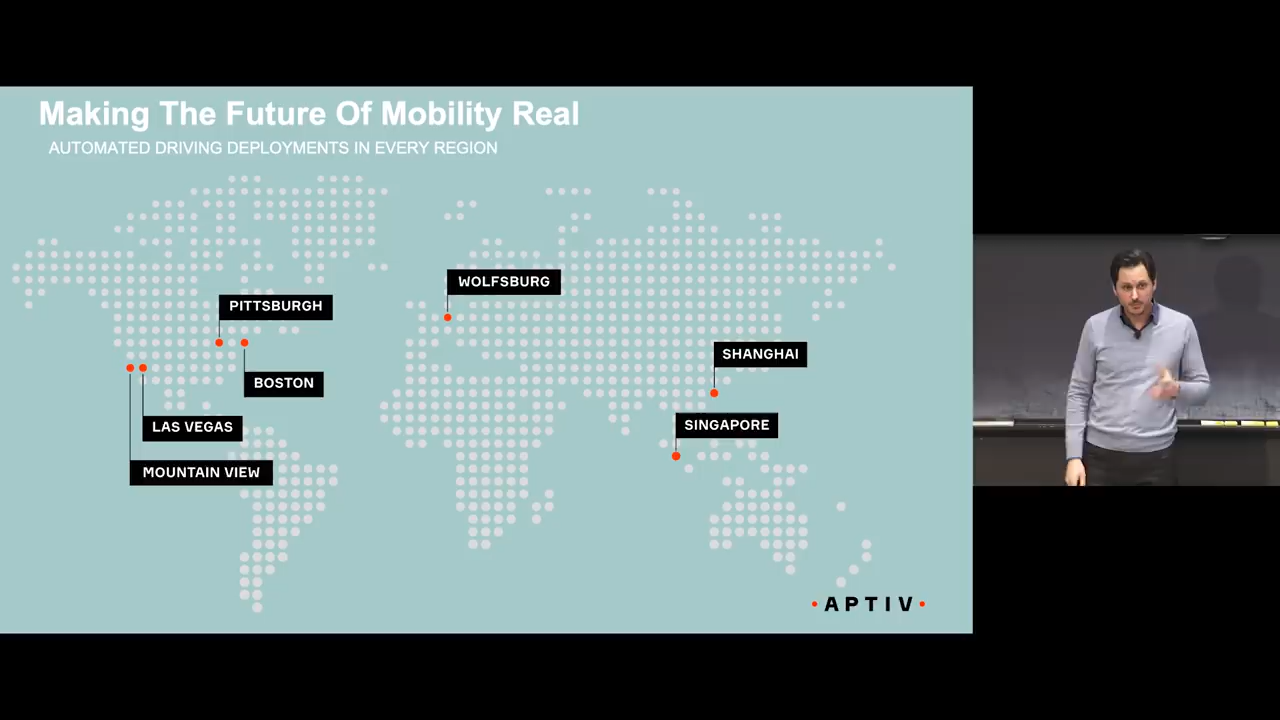 Making The Future Of Mobility Real
AUTOMATED DRIVING DEPLOYMENTS IN EVERY REGION
WOLFSBURG
PITTSBURGH
SHANGHAI
BOSTON
SINGAPORE
LAS VEGAS
MOUNTAIN VIEW
APTIV